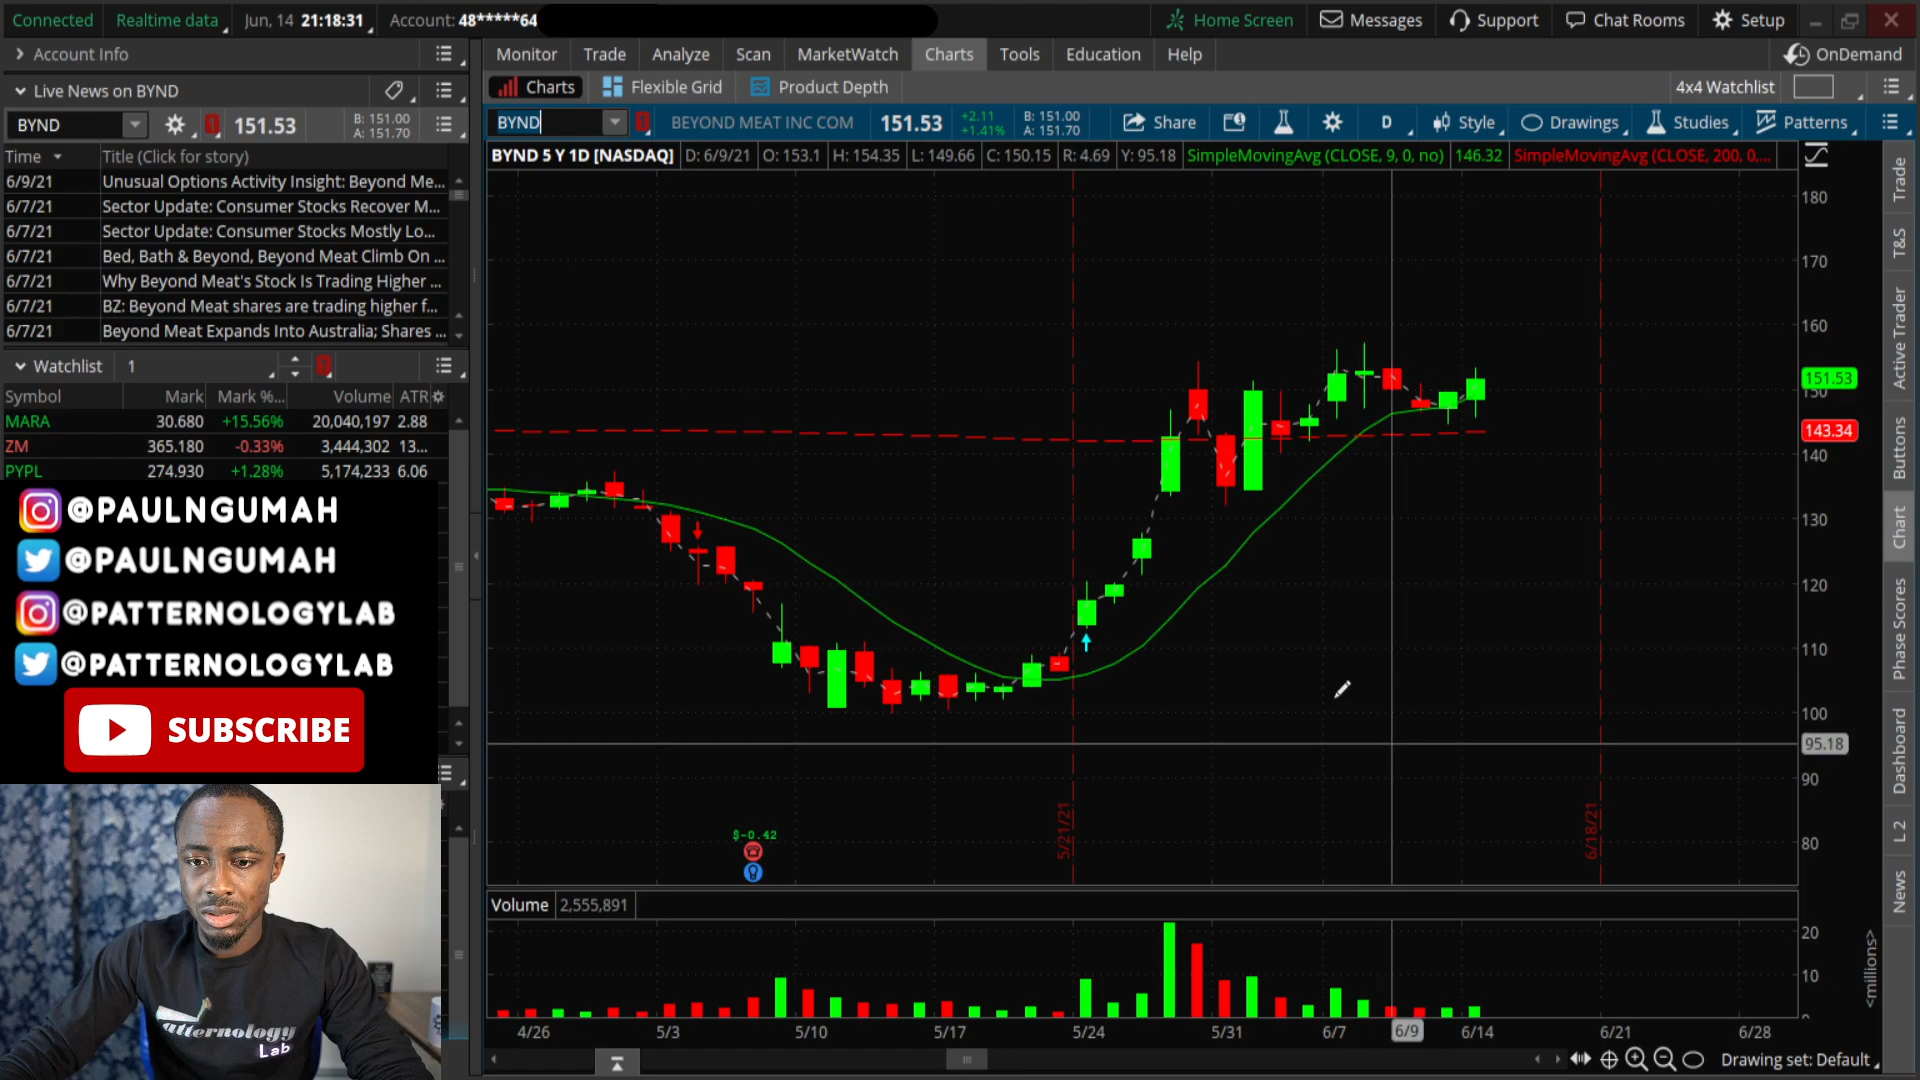 Connected Realtime data Jun, 14 21:18:31 Account: 48*****64 Home Screen Messages Support Chat Rooms Setup
Account Info
Monitor Trade Analyze Scan MarketWatch Charts Tools Education Help OnDemand
Live News on BYND
Charts Flexible Grid Product Depth 4x4 Watchlist
BYND 151.53 B: 151.00 A: 151.70
BYND BEYOND MEAT INC COM 151.53 +2.11 +1.41% B: 151.00 A: 151.70 Share D Style Drawings Studies Patterns
Time Title (Click for story)
BYND 5 Y 1D [NASDAQ] D: 6/9/21 O: 153.1 H: 154.35 L: 149.66 C: 150.15 R: 4.69 Y: 95.18 SimpleMovingAvg (CLOSE, 9, 0, no) 146.32 SimpleMovingAvg (CLOSE, 200, 0,...
6/9/21 Unusual Options Activity Insight: Beyond Me...
6/7/21 Sector Update: Consumer Stocks Recover M...
6/7/21 Sector Update: Consumer Stocks Mostly Lo...
6/7/21 Bed, Bath & Beyond, Beyond Meat Climb On ...
6/7/21 Why Beyond Meat's Stock Is Trading Higher ...
6/7/21 BZ: Beyond Meat shares are trading higher f...
6/7/21 Beyond Meat Expands Into Australia; Shares ...
Watchlist 1
Symbol Mark Mark %... Volume ATR
MARA 30.680 +15.56% 20,040,197 2.88
ZM 365.180 -0.33% 3,444,302 13...
PYPL 274.930 +1.28% 5,174,233 6.06
@PAULNGUMAH
@PAULNGUMAH
@PATTERNOLOGYLAB
@PATTERNOLOGYLAB
SUBSCRIBE
Patternology
Lab
180
170
160
151.53
150
143.34
140
130
120
110
100
95.18
90
80
$-0.42
5/21/21
6/18/21
Volume 2,555,891
20
10
0
<millions>
4/26 5/3 5/10 5/17 5/24 5/31 6/7 6/9 6/14 6/21 6/28
Drawing set: Default
Trade
T&S
Active Trader
Buttons
Chart
Phase Scores
Dashboard
L 2
News